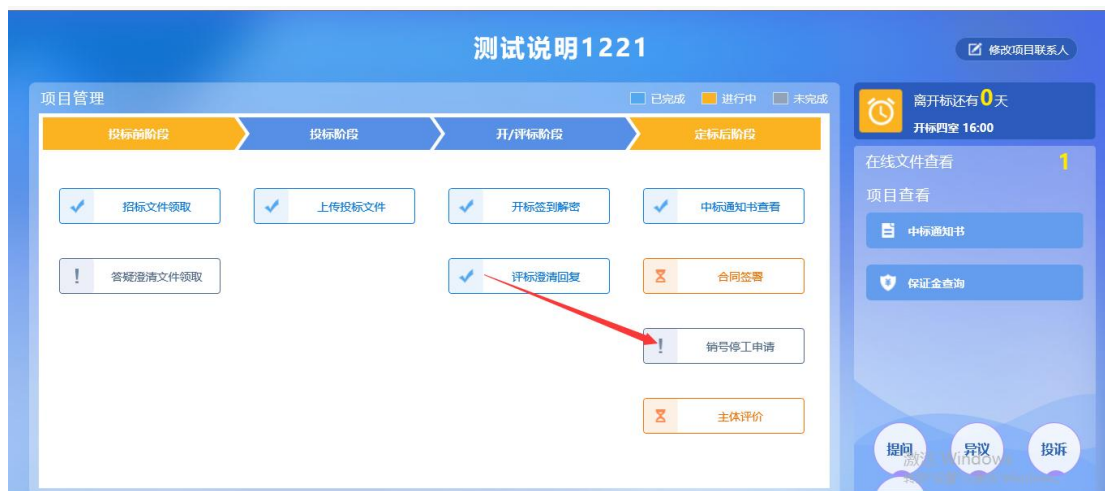 测试说明1221
修改项目联系人
项目管理
已完成 进行中 未完成
投标前阶段 投标阶段 开/评标阶段 定标后阶段
招标文件领取 上传投标文件 开标签到解密 中标通知书查看
答疑澄清文件领取 评标澄清回复 合同签署
销号停工申请
主体评价
离开标还有0天
开标四室 16:00
在线文件查看 1
项目查看
中标通知书
保证金查询
提问 异议 投诉
激活 Windows